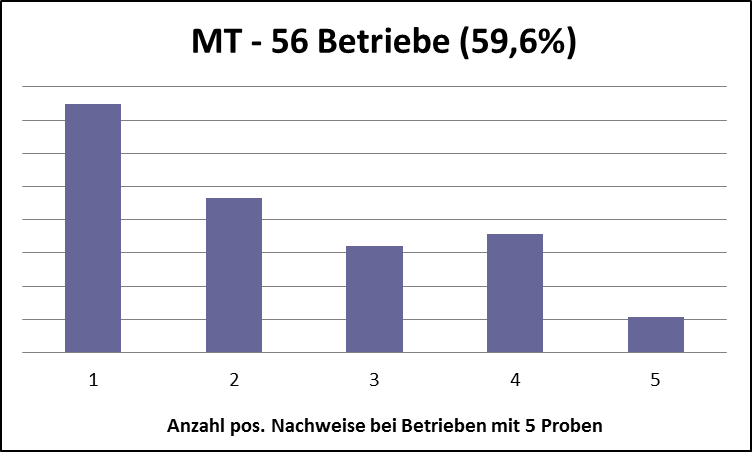 MT - 56 Betriebe (59,6%)
1 2 3 4 5
Anzahl pos. Nachweise bei Betrieben mit 5 Proben